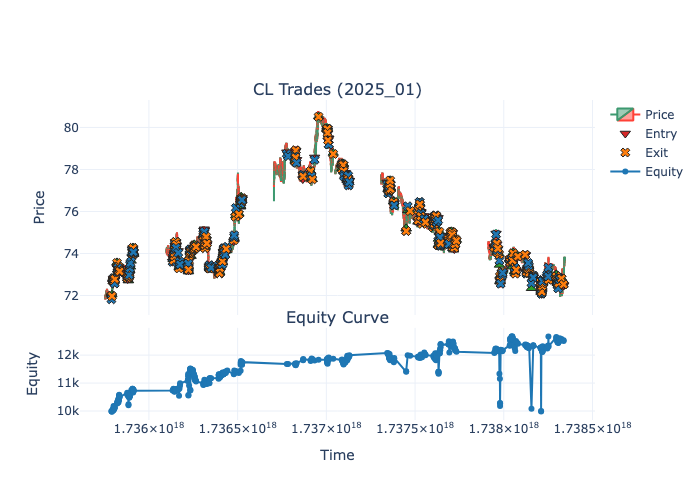 CL Trades (2025_01)
80
78
76
74
72
Price
Price
Entry
Exit
Equity
Equity Curve
12k
11k
10k
Equity
1.736×10¹⁸
1.7365×10¹⁸
1.737×10¹⁸
1.7375×10¹⁸
1.738×10¹⁸
1.7385×10¹⁸
Time